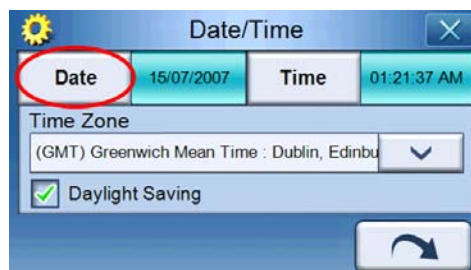 Date/Time
Date 15/07/2007 Time 01:21:37 AM
Time Zone
(GMT) Greenwich Mean Time : Dublin, Edinbu
Daylight Saving